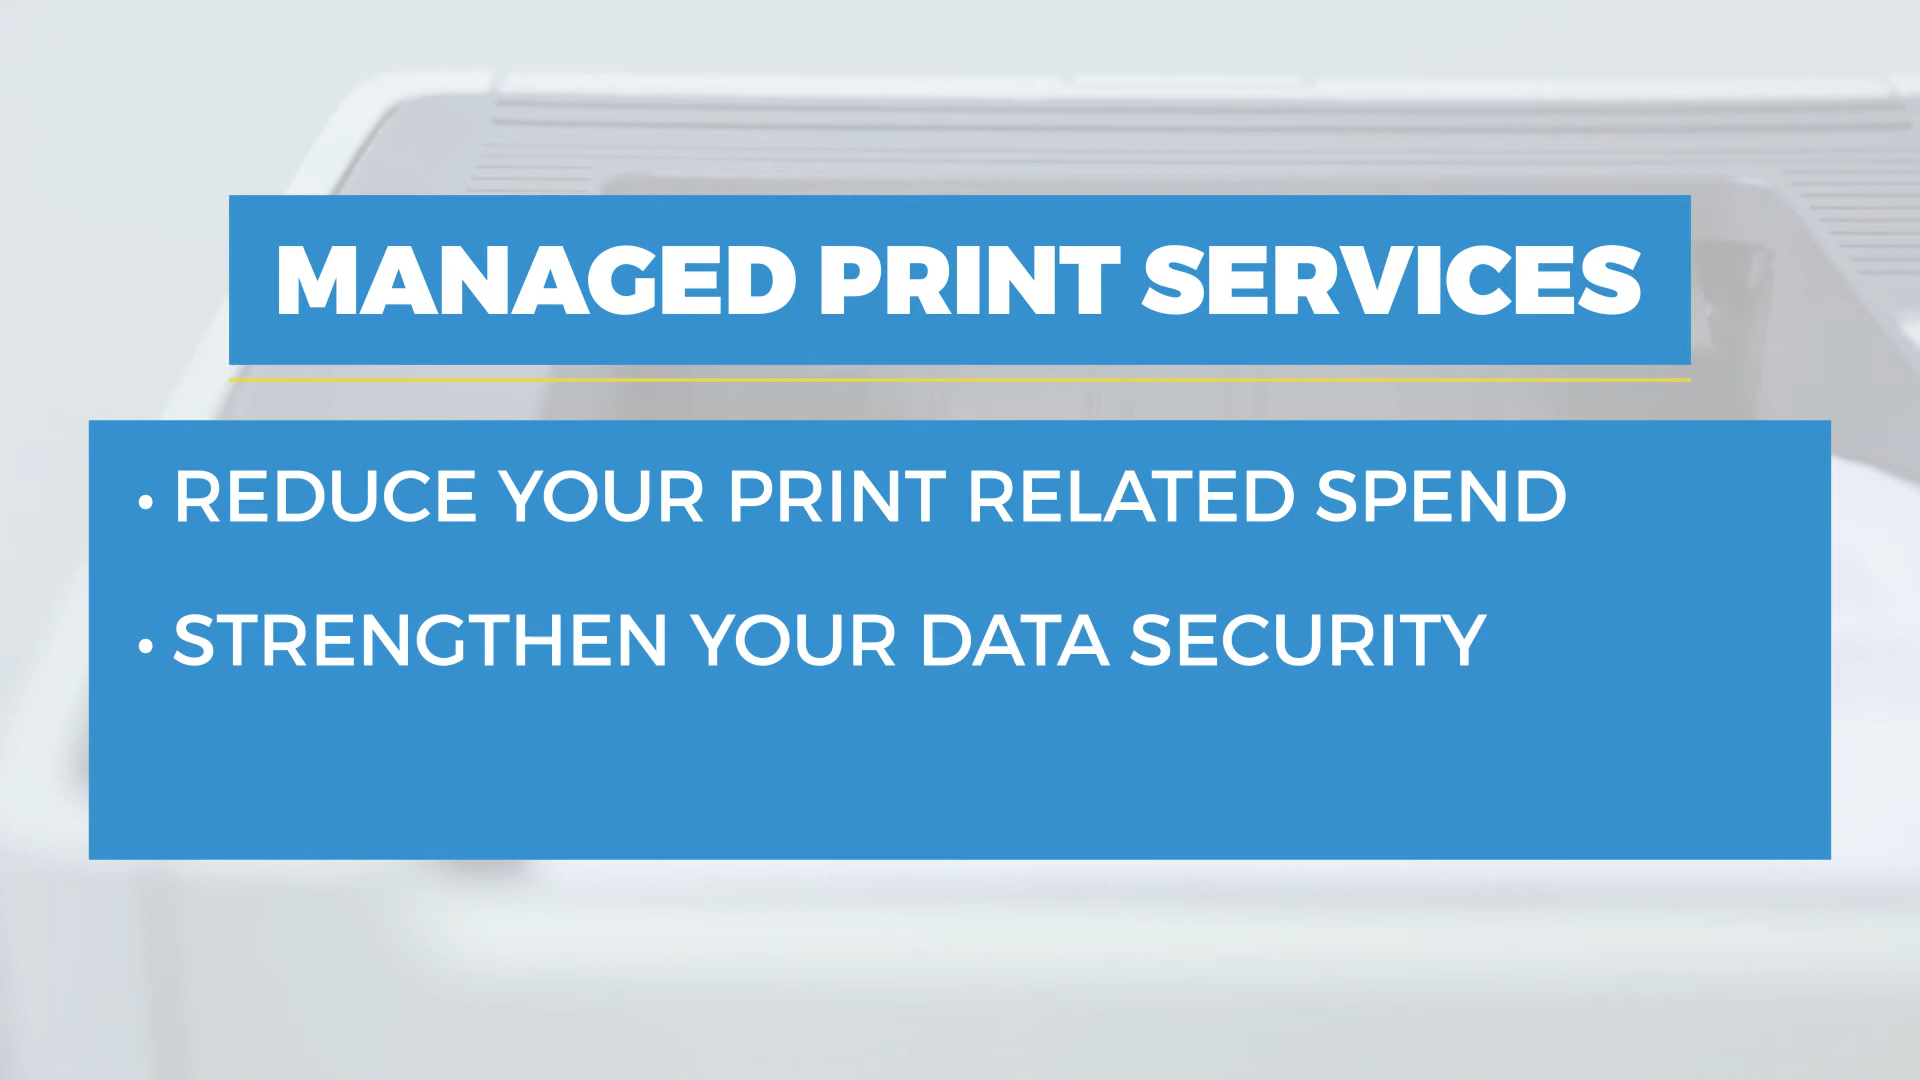 MANAGED PRINT SERVICES
• REDUCE YOUR PRINT RELATED SPEND
• STRENGTHEN YOUR DATA SECURITY